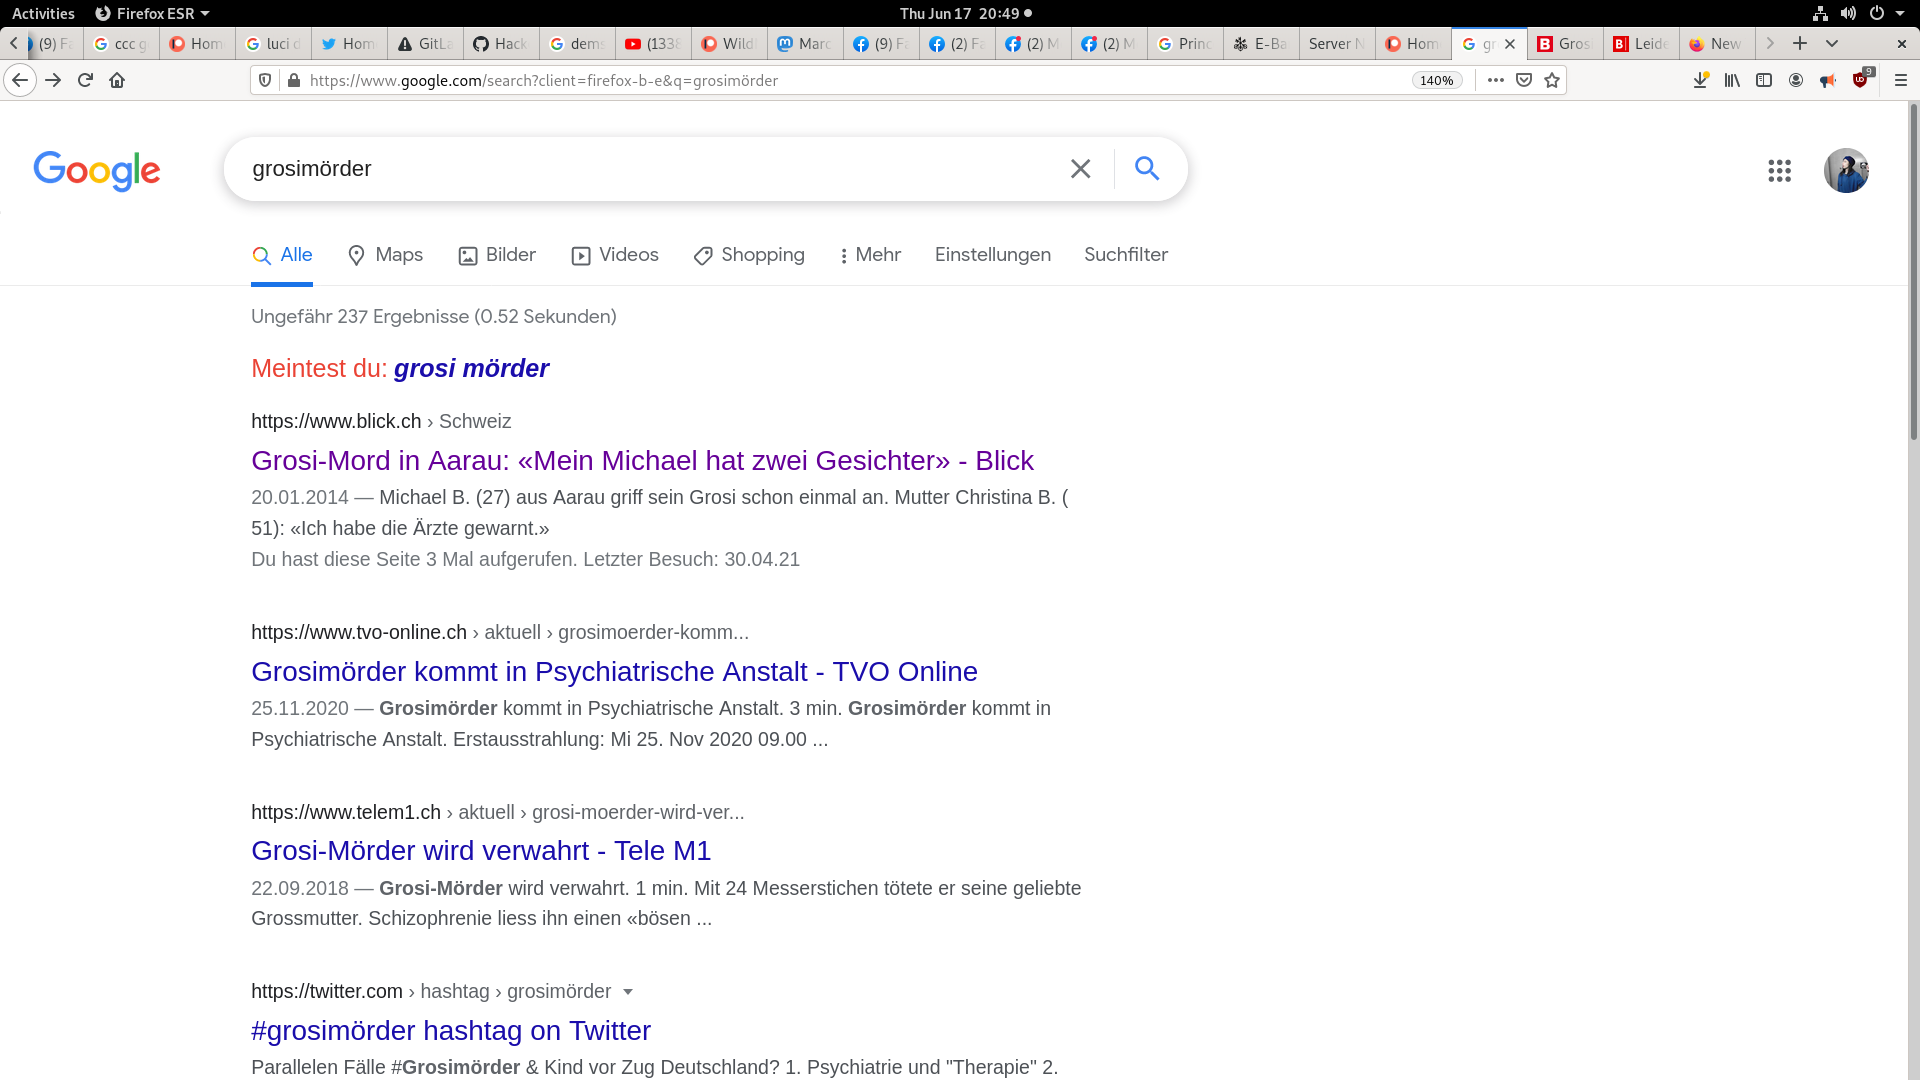 Activities Firefox ESR Thu Jun 17 20:49
(9) Fa ccc g Hom luci d Hom GitLa Hack dems (1338 Wildf Marc (9) Fa (2) Fa (2) M (2) M Princ E-Ba Server N Hom gr Gros Leide New
https://www.google.com/search?client=firefox-b-e&q=grosimörder 140% 9
Google grosimörder
Alle Maps Bilder Videos Shopping Mehr Einstellungen Suchfilter
Ungefähr 237 Ergebnisse (0.52 Sekunden)
Meintest du: grosi mörder
https://www.blick.ch › Schweiz
Grosi-Mord in Aarau: «Mein Michael hat zwei Gesichter» - Blick
20.01.2014 — Michael B. (27) aus Aarau griff sein Grosi schon einmal an. Mutter Christina B. (
51): «Ich habe die Ärzte gewarnt.»
Du hast diese Seite 3 Mal aufgerufen. Letzter Besuch: 30.04.21
https://www.tvo-online.ch › aktuell › grosimoerder-komm...
Grosimörder kommt in Psychiatrische Anstalt - TVO Online
25.11.2020 — Grosimörder kommt in Psychiatrische Anstalt. 3 min. Grosimörder kommt in
Psychiatrische Anstalt. Erstausstrahlung: Mi 25. Nov 2020 09.00 ...
https://www.telem1.ch › aktuell › grosi-moerder-wird-ver...
Grosi-Mörder wird verwahrt - Tele M1
22.09.2018 — Grosi-Mörder wird verwahrt. 1 min. Mit 24 Messerstichen tötete er seine geliebte
Grossmutter. Schizophrenie liess ihn einen «bösen ...
https://twitter.com › hashtag › grosimörder
#grosimörder hashtag on Twitter
Parallelen Fälle #Grosimörder & Kind vor Zug Deutschland? 1. Psychiatrie und "Therapie" 2.